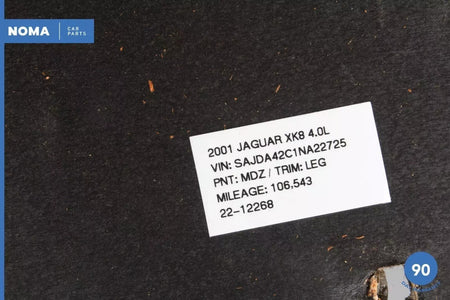 NOMA CAR PARTS
2001 JAGUAR XK8 4.0L
VIN: SAJDA42C1NA22725
PNT: MDZ / TRIM: LEG
MILEAGE: 106,543
22-12268
90